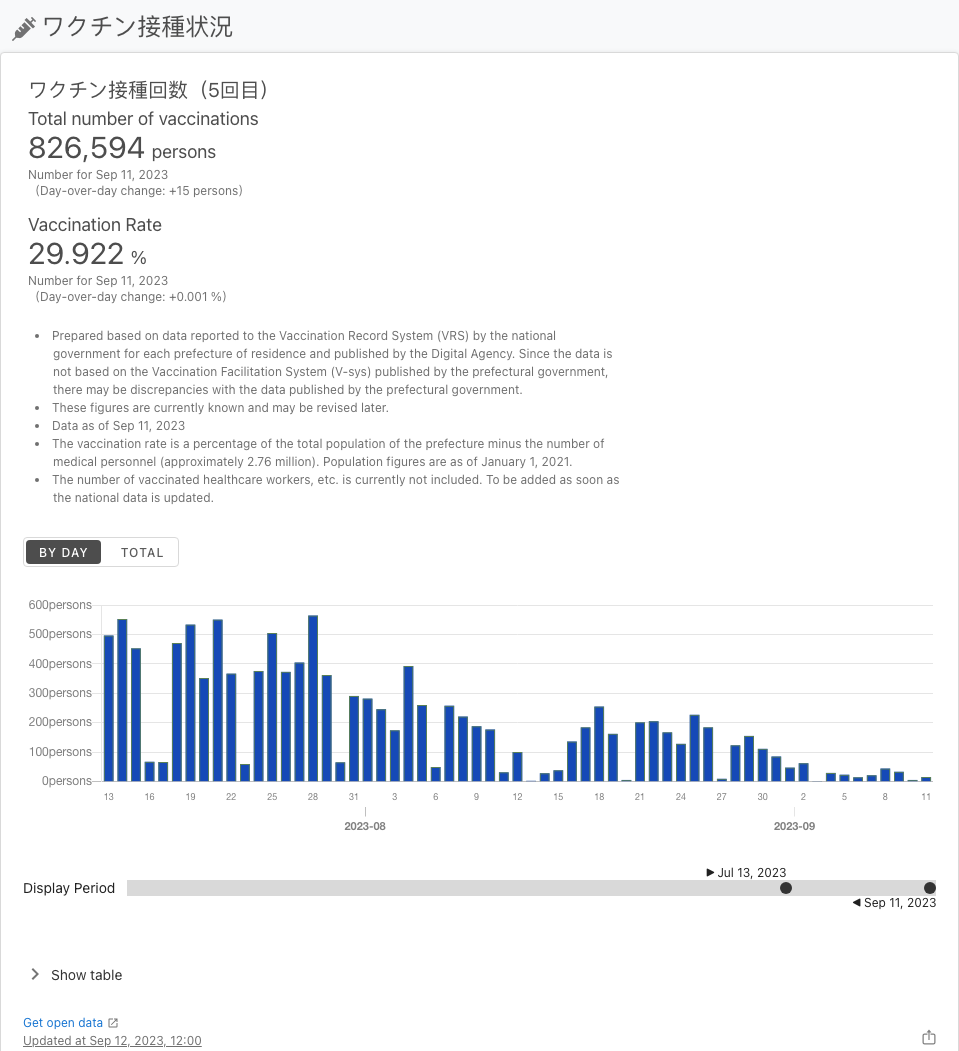 ワクチン接種状況
ワクチン接種回数（5回目）
Total number of vaccinations
826,594 persons
Number for Sep 11, 2023
（Day-over-day change: +15 persons）
Vaccination Rate
29.922 %
Number for Sep 11, 2023
（Day-over-day change: +0.001 %）
• Prepared based on data reported to the Vaccination Record System (VRS) by the national
government for each prefecture of residence and published by the Digital Agency. Since the data is
not based on the Vaccination Facilitation System (V-sys) published by the prefectural government,
there may be discrepancies with the data published by the prefectural government.
• These figures are currently known and may be revised later.
• Data as of Sep 11, 2023
• The vaccination rate is a percentage of the total population of the prefecture minus the number of
medical personnel (approximately 2.76 million). Population figures are as of January 1, 2021.
• The number of vaccinated healthcare workers, etc. is currently not included. To be added as soon as
the national data is updated.
BY DAY TOTAL
600persons
500persons
400persons
300persons
200persons
100persons
0persons
13 16 19 22 25 28 31 3 6 9 12 15 18 21 24 27 30 2 5 8 11
2023-08 2023-09
Jul 13, 2023
Display Period
Sep 11, 2023
Show table
Get open data
Updated at Sep 12, 2023, 12:00